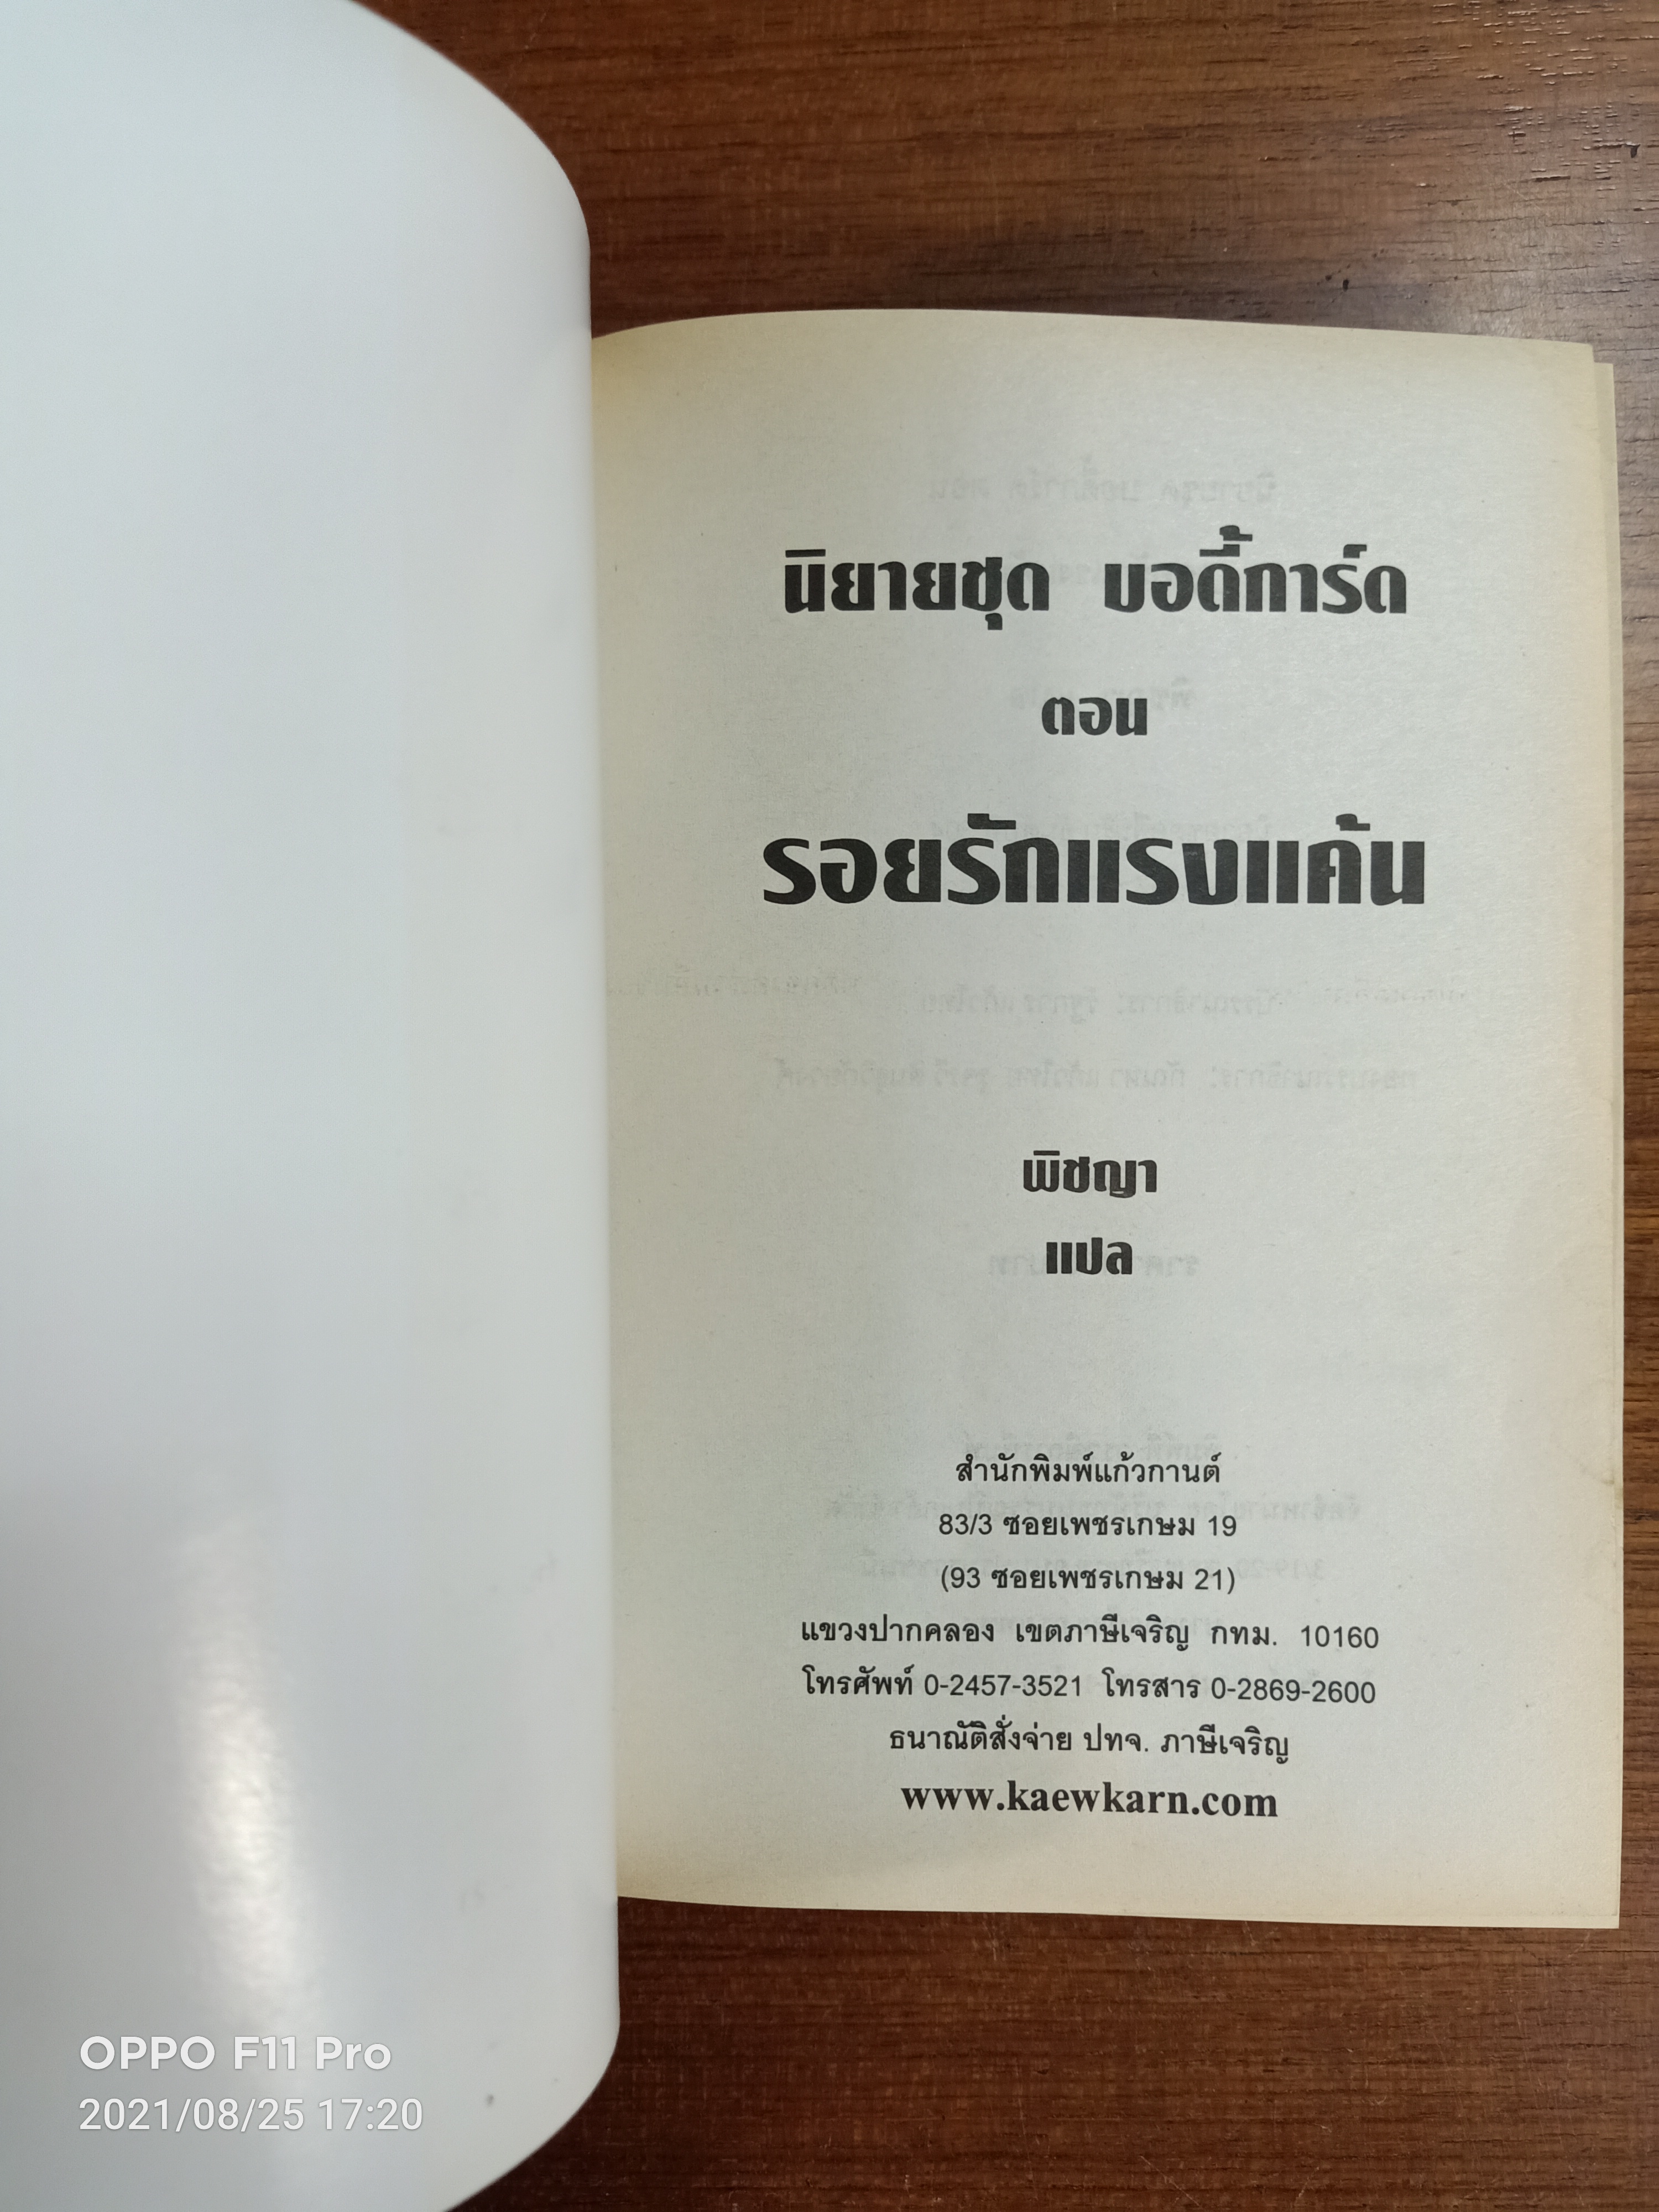 นิยายชุด บอดี้การ์ด
ตอน
รอยรักแรงแค้น
พิชญา
แปล
สำนักพิมพ์แก้วกานต์
83/3 ซอยเพชรเกษม 19
(93 ซอยเพชรเกษม 21)
แขวงปากคลอง เขตภาษีเจริญ กทม. 10160
โทรศัพท์ 0-2457-3521 โทรสาร 0-2869-2600
ธนาณัติสั่งจ่าย ปทจ. ภาษีเจริญ
www.kaewkarn.com
OPPO F11 Pro
2021/08/25 17:20